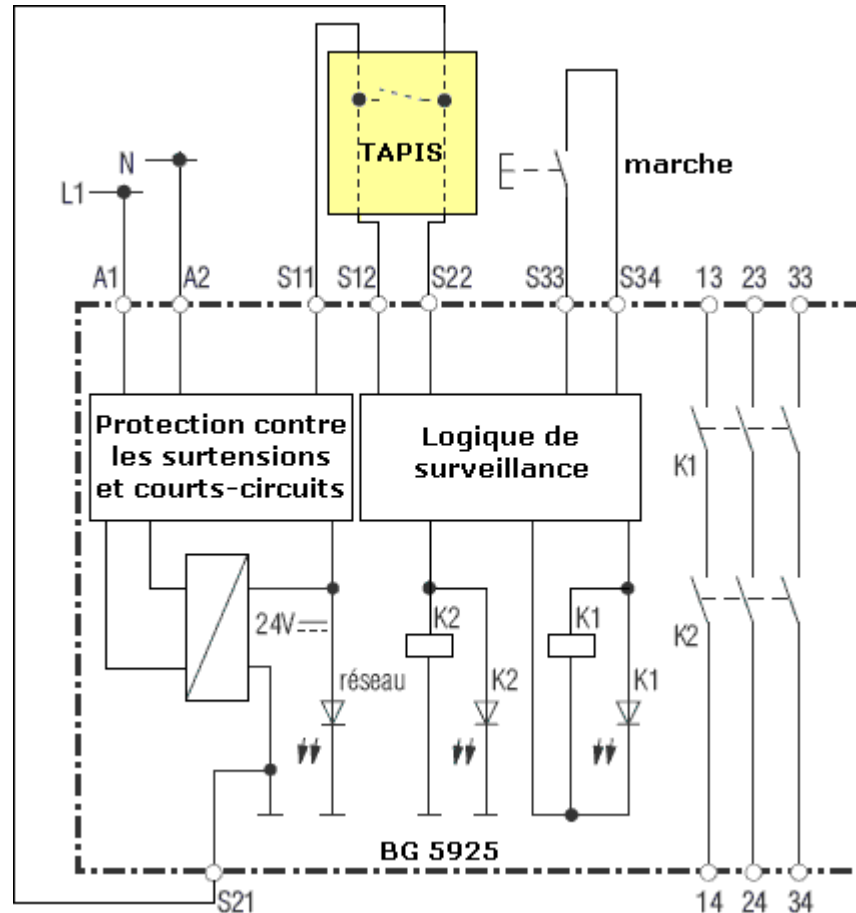 TAPIS
marche
N
L1
A1 A2 S11 S12 S22 S33 S34 13 23 33
Protection contre
les surtensions
et courts-circuits
Logique de
surveillance
K1
K2
24V
K2
K1
réseau
K2
K1
BG 5925
S21
14 24 34